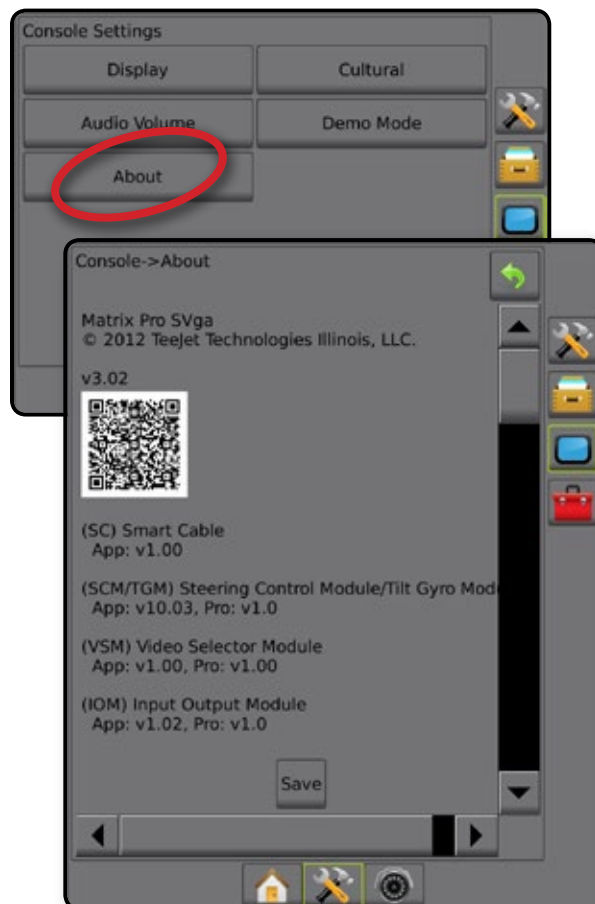 Console Settings
Display
Cultural
Audio Volume
Demo Mode
About
Console->About
Matrix Pro SVga
© 2012 TeeJet Technologies Illinois, LLC.
v3.02
(SC) Smart Cable
App: v1.00
(SCM/TGM) Steering Control Module/Tilt Gyro Mod
App: v10.03, Pro: v1.0
(VSM) Video Selector Module
App: v1.00, Pro: v1.00
(IOM) Input Output Module
App: v1.02, Pro: v1.0
Save